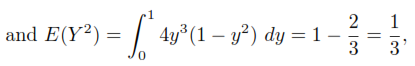 and E(Y²) = ∫₀¹ 4y³(1 − y²) dy = 1 − 2/3 = 1/3,